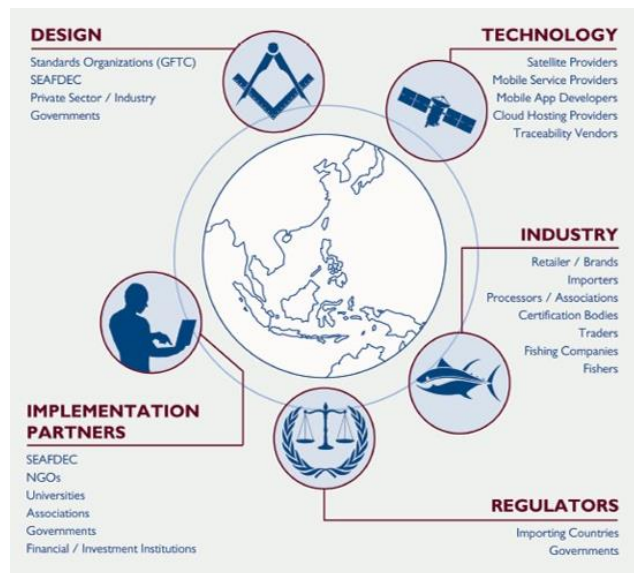 DESIGN
Standards Organizations (GFTC)
SEAFDEC
Private Sector / Industry
Governments
TECHNOLOGY
Satellite Providers
Mobile Service Providers
Mobile App Developers
Cloud Hosting Providers
Traceability Vendors
INDUSTRY
Retailer / Brands
Importers
Processors / Associations
Certification Bodies
Traders
Fishing Companies
Fishers
IMPLEMENTATION
PARTNERS
SEAFDEC
NGOs
Universities
Associations
Governments
Financial / Investment Institutions
REGULATORS
Importing Countries
Governments